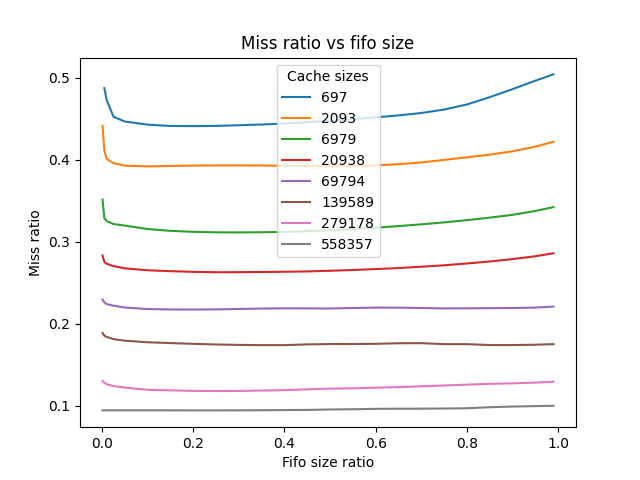 Miss ratio vs fifo size
Cache sizes
697
2093
6979
20938
69794
139589
279178
558357
0.5
0.4
0.3
0.2
0.1
Miss ratio
0.0 0.2 0.4 0.6 0.8 1.0
Fifo size ratio